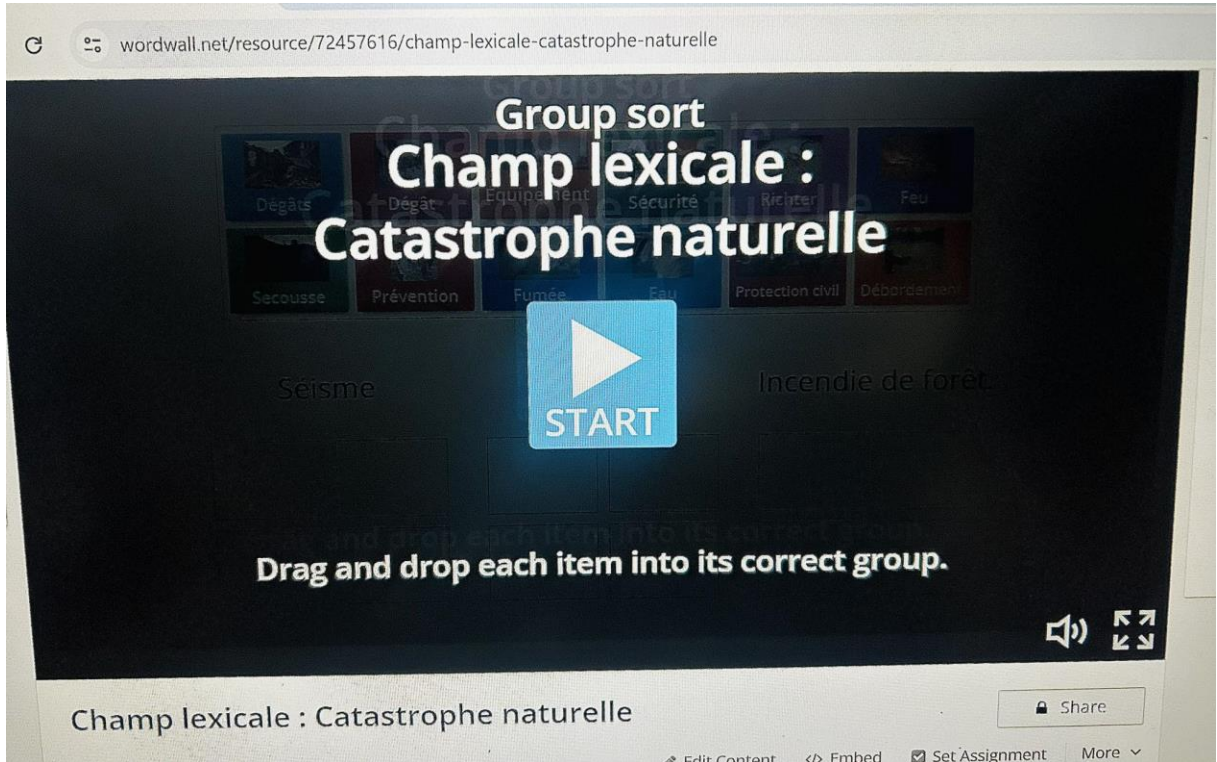 wordwall.net/resource/72457616/champ-lexicale-catastrophe-naturelle
Group sort
Champ lexicale :
Catastrophe naturelle
Dégâts
Dégât
Equipement
Sécurité
Richter
Feu
Secousse
Prévention
Fumée
Eau
Protection civil
Débordement
START
Séisme
Incendie de forêt
Drag and drop each item into its correct group.
Champ lexicale : Catastrophe naturelle
Share
Edit Content
Embed
Set Assignment
More